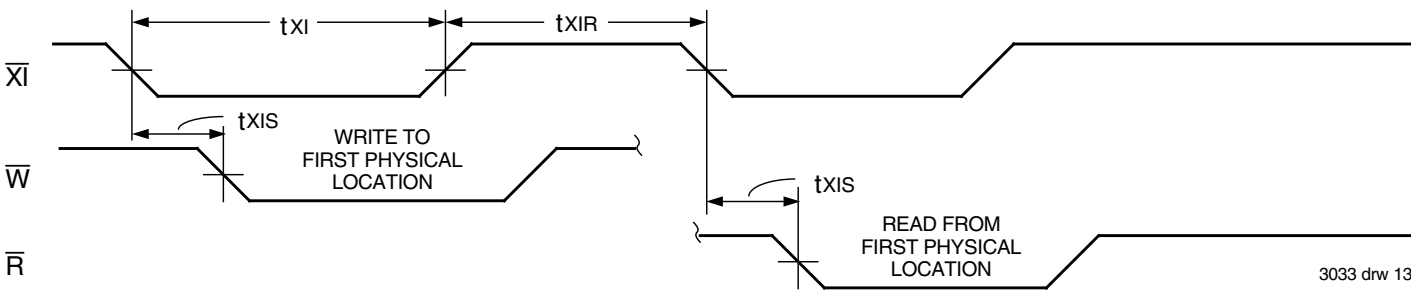 tXI
tXIR
XI
tXIS
WRITE TO
FIRST PHYSICAL
LOCATION
W
tXIS
READ FROM
FIRST PHYSICAL
LOCATION
R
3033 drw 13